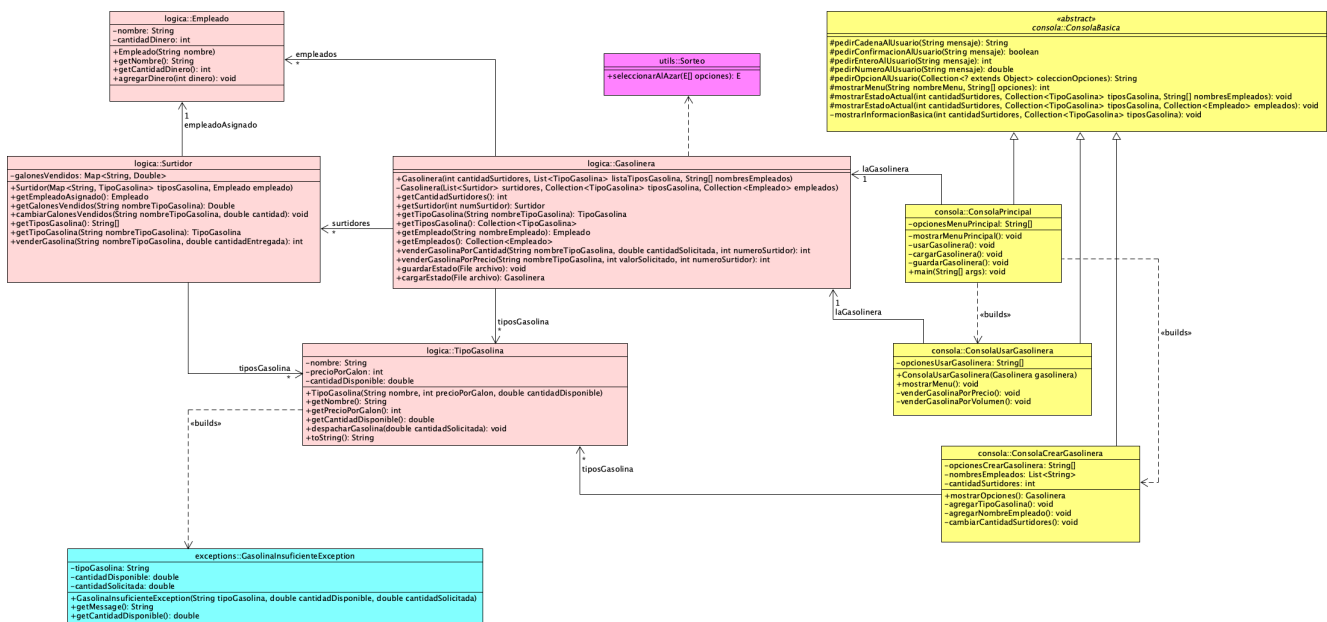 logica::Empleado
-nombre: String
-cantidadDinero: int
+Empleado(String nombre)
+getNombre(): String
+getCantidadDinero(): int
+agregarDinero(int dinero): void
empleados
*
1
empleadoAsignado
utils::Sorteo
+seleccionarAlAzar(E[] opciones): E
«abstract»
consola::ConsolaBasica
#pedirCadenaAlUsuario(String mensaje): String
#pedirConfirmacionAlUsuario(String mensaje): boolean
#pedirEnteroAlUsuario(String mensaje): int
#pedirNumeroAlUsuario(String mensaje): double
#pedirOpcionAlUsuario(Collection<? extends Object> coleccionOpciones): String
#mostrarMenu(String nombreMenu, String[] opciones): int
#mostrarEstadoActual(int cantidadSurtidores, Collection<TipoGasolina> tiposGasolina, String[] nombresEmpleados): void
#mostrarEstadoActual(int cantidadSurtidores, Collection<TipoGasolina> tiposGasolina, Collection<Empleado> empleados): void
-mostrarInformacionBasica(int cantidadSurtidores, Collection<TipoGasolina> tiposGasolina): void
logica::Surtidor
-galonesVendidos: Map<String, Double>
+Surtidor(Map<String, TipoGasolina> tiposGasolina, Empleado empleado)
+getEmpleadoAsignado(): Empleado
+getGalonesVendidos(String nombreTipoGasolina): Double
+cambiarGalonesVendidos(String nombreTipoGasolina, double cantidad): void
+getTiposGasolina(): String[]
+getTipoGasolina(String nombreTipoGasolina): TipoGasolina
+venderGasolina(String nombreTipoGasolina, double cantidadEntregada): int
surtidores
*
logica::Gasolinera
+Gasolinera(int cantidadSurtidores, List<TipoGasolina> listaTiposGasolina, String[] nombresEmpleados)
-Gasolinera(List<Surtidor> surtidores, Collection<TipoGasolina> tiposGasolina, Collection<Empleado> empleados)
+getCantidadSurtidores(): int
+getSurtidor(int numSurtidor): Surtidor
+getTipoGasolina(String nombreTipoGasolina): TipoGasolina
+getTiposGasolina(): Collection<TipoGasolina>
+getEmpleado(String nombreEmpleado): Empleado
+getEmpleados(): Collection<Empleado>
+venderGasolinaPorCantidad(String nombreTipoGasolina, double cantidadSolicitada, int numeroSurtidor): int
+venderGasolinaPorPrecio(String nombreTipoGasolina, int valorSolicitado, int numeroSurtidor): int
+guardarEstado(File archivo): void
+cargarEstado(File archivo): Gasolinera
laGasolinera
1
consola::ConsolaPrincipal
-opcionesMenuPrincipal: String[]
-mostrarMenuPrincipal(): void
-usarGasolinera(): void
-cargarGasolinera(): void
-guardarGasolinera(): void
+main(String[] args): void
1
laGasolinera
«builds»
«builds»
tiposGasolina
*
tiposGasolina
*
logica::TipoGasolina
-nombre: String
-precioPorGalon: int
-cantidadDisponible: double
+TipoGasolina(String nombre, int precioPorGalon, double cantidadDisponible)
+getNombre(): String
+getPrecioPorGalon(): int
+getCantidadDisponible(): double
+despacharGasolina(double cantidadSolicitada): void
+toString(): String
consola::ConsolaUsarGasolinera
-opcionesUsarGasolinera: String[]
+ConsolaUsarGasolinera(Gasolinera gasolinera)
+mostrarMenu(): void
-venderGasolinaPorPrecio(): void
-venderGasolinaPorVolumen(): void
«builds»
*
tiposGasolina
consola::ConsolaCrearGasolinera
-opcionesCrearGasolinera: String[]
-nombresEmpleados: List<String>
-cantidadSurtidores: int
+mostrarOpciones(): Gasolinera
-agregarTipoGasolina(): void
-agregarNombreEmpleado(): void
-cambiarCantidadSurtidores(): void
exceptions::GasolinaInsuficienteException
-tipoGasolina: String
-cantidadDisponible: double
-cantidadSolicitada: double
+GasolinaInsuficienteException(String tipoGasolina, double cantidadDisponible, double cantidadSolicitada)
+getMessage(): String
+getCantidadDisponible(): double